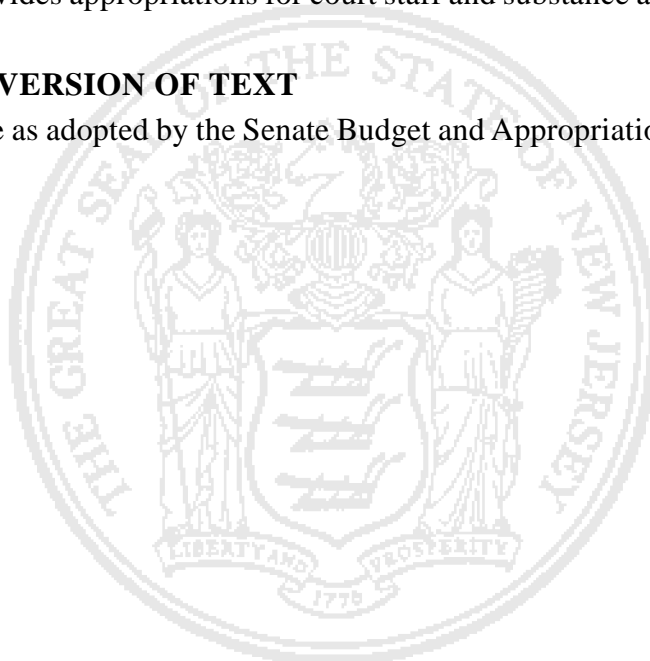 vides appropriations for court staff and substance a
VERSION OF TEXT
e as adopted by the Senate Budget and Appropriatio
THE GREAT SEAL OF THE STATE OF NEW JERSEY
LIBERTY AND PROSPERITY
1776